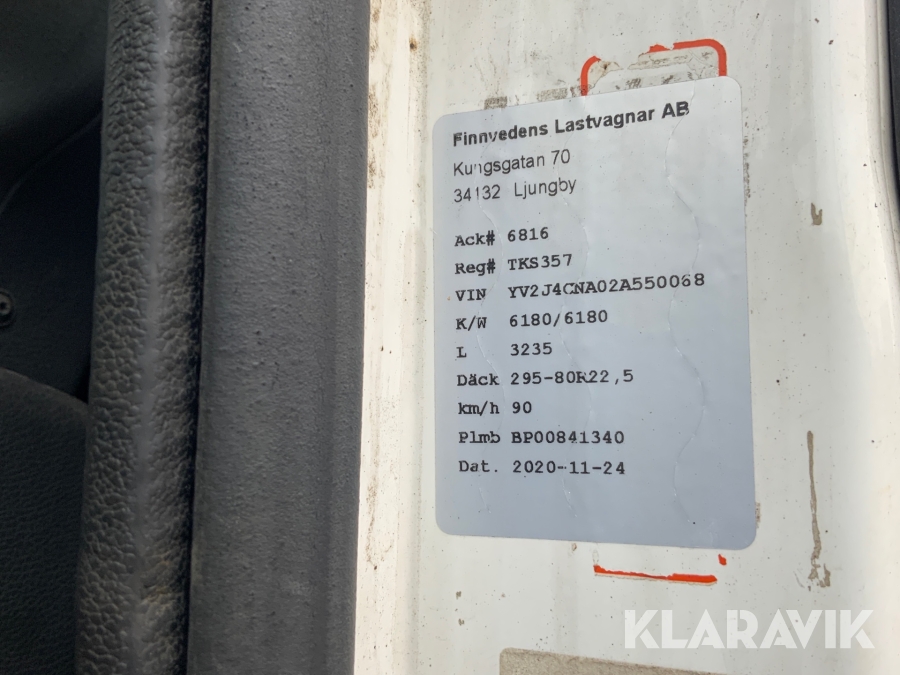 Finnvedens Lastvagnar AB
Kungsgatan 70
34132 Ljungby
Ack# 6816
Reg# TKS357
VIN YV2J4CNA02A550068
K/W 6180/6180
L 3235
Däck 295-80R22,5
km/h 90
Plmb BP00841340
Dat. 2020-11-24
KLARAVIK